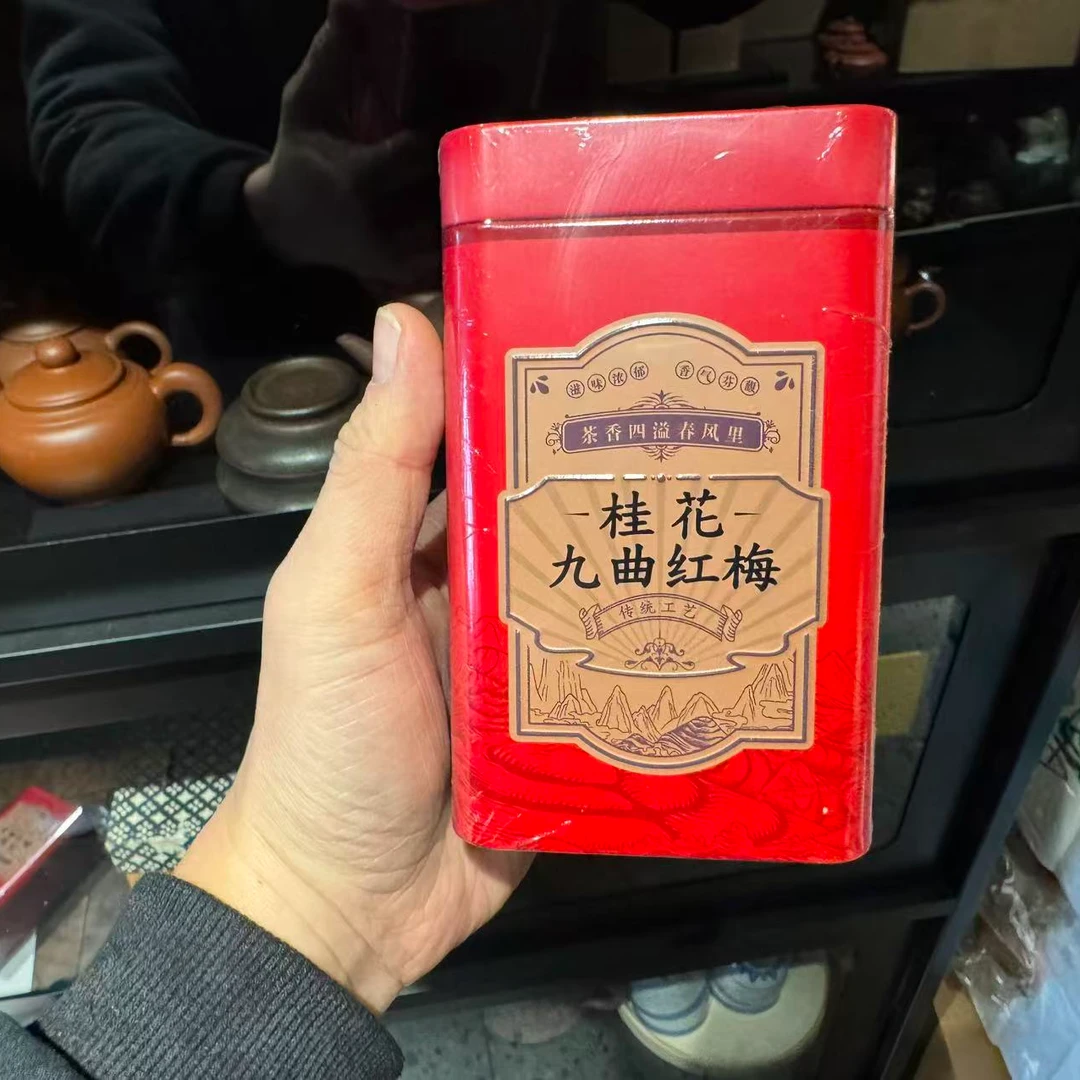 滋味浓郁 香气芬馥
茶香四溢春风里
桂花
九曲红梅
传统工艺